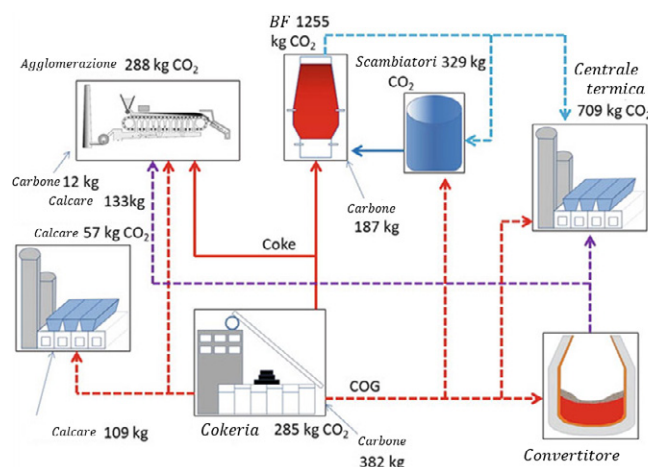 BF 1255
kg CO2
Agglomerazione 288 kg CO2
Scambiatori 329 kg
CO2
Centrale
termica
709 kg CO2
Carbone 12 kg
Calcare 133kg
Calcare 57 kg CO2
Carbone
187 kg
Coke
COG
Calcare 109 kg
Cokeria 285 kg CO2
Carbone
382 kg
Convertitore